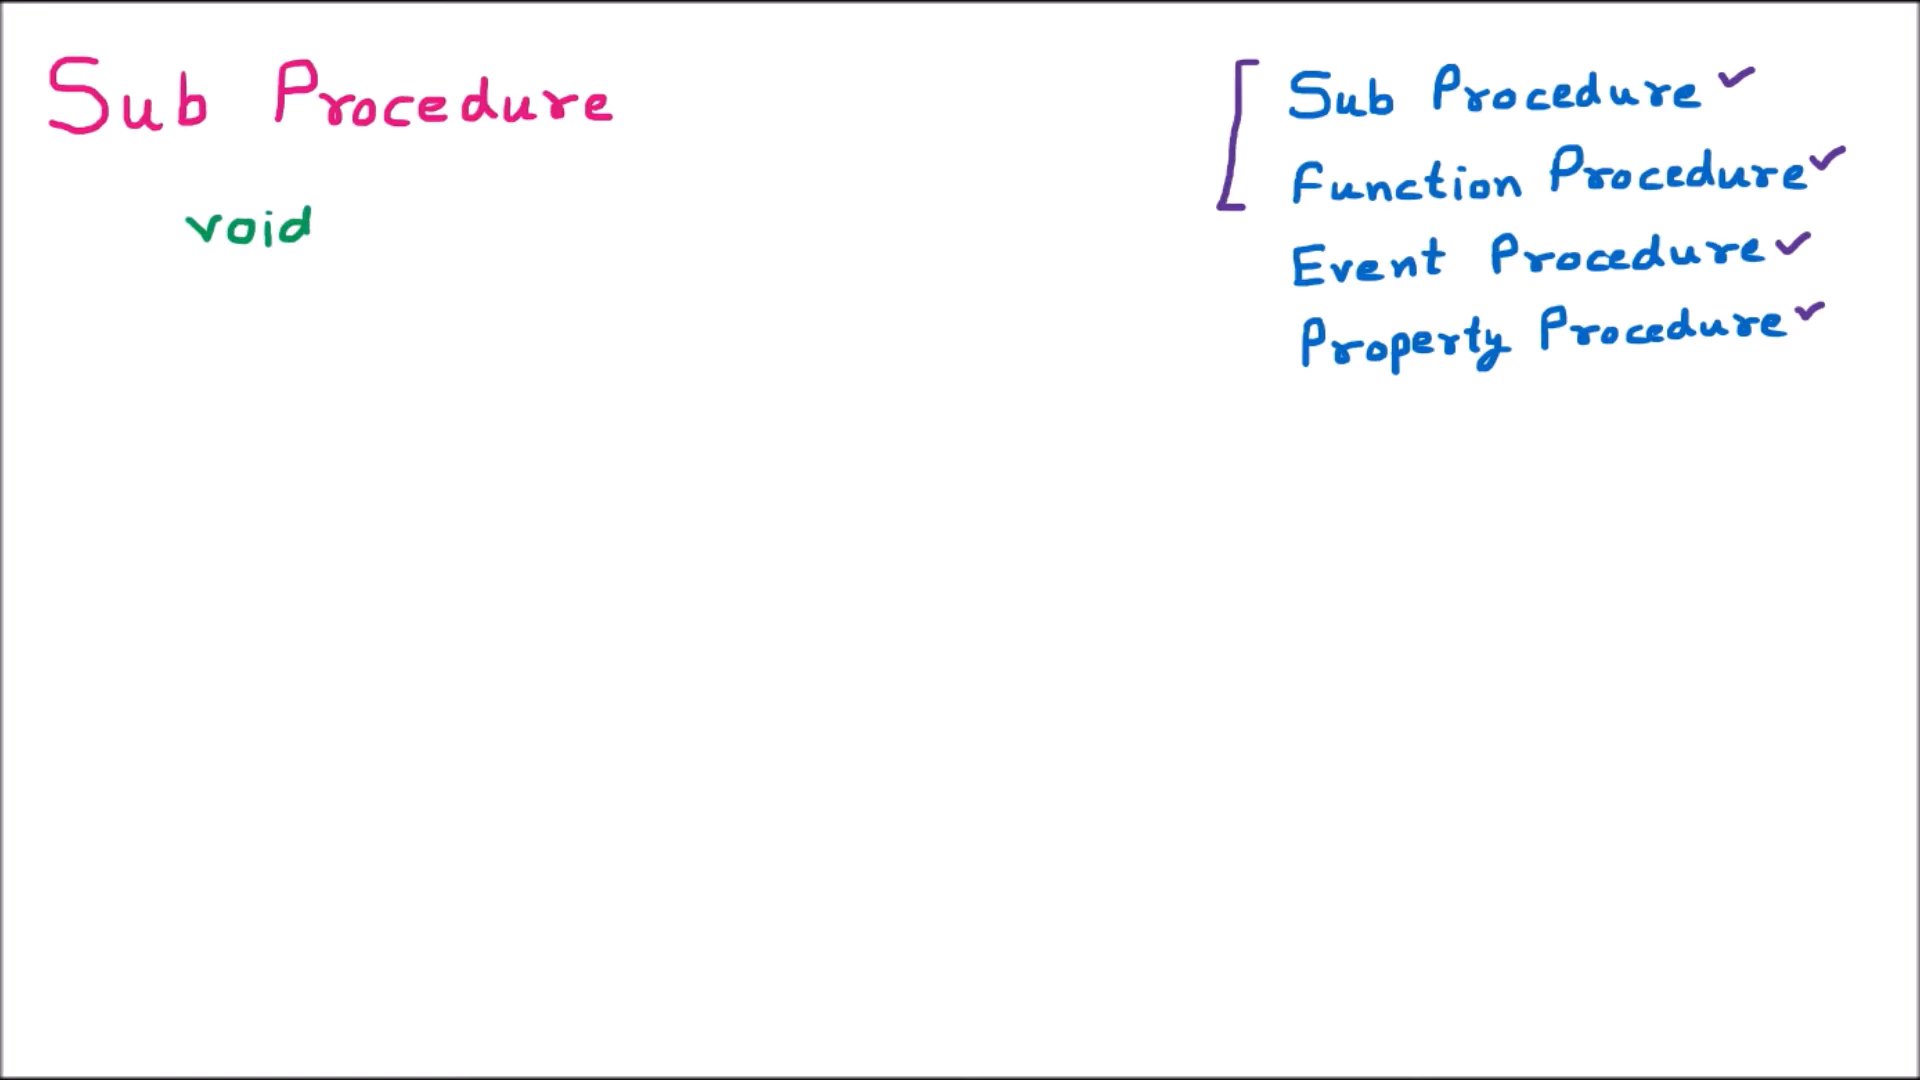 Sub Procedure
void
Sub Procedure ✓
Function Procedure ✓
Event Procedure ✓
Property Procedure ✓